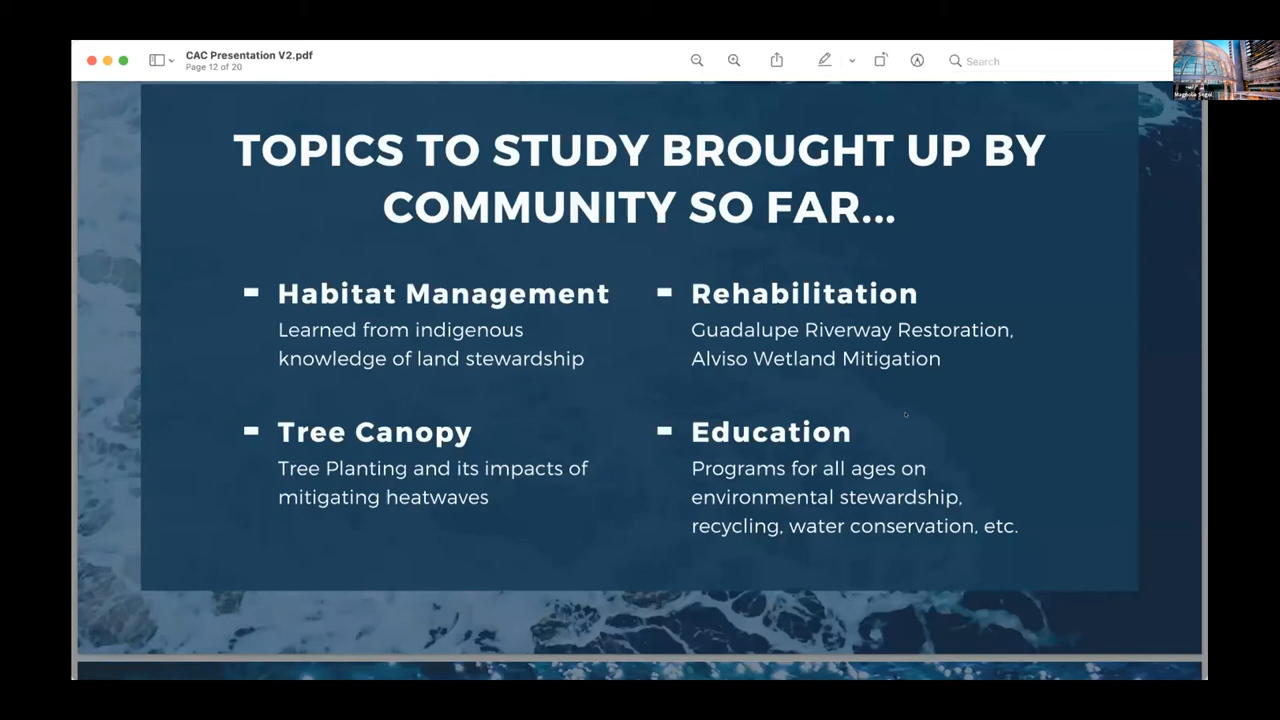 CAC Presentation V2.pdf
Page 12 of 20
Search
TOPICS TO STUDY BROUGHT UP BY
COMMUNITY SO FAR...
Habitat Management
Learned from indigenous
knowledge of land stewardship
Rehabilitation
Guadalupe Riverway Restoration,
Alviso Wetland Mitigation
Tree Canopy
Tree Planting and its impacts of
mitigating heatwaves
Education
Programs for all ages on
environmental stewardship,
recycling, water conservation, etc.